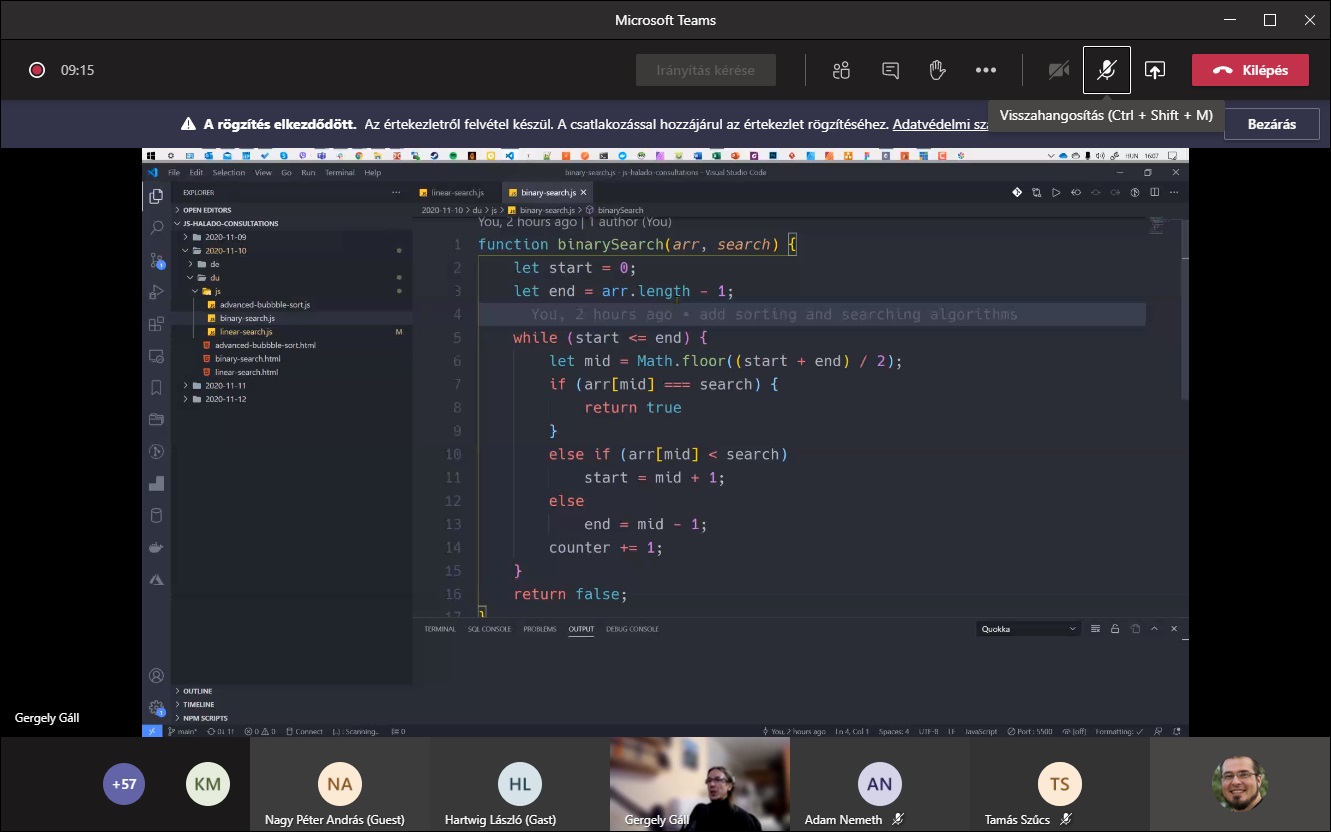 Microsoft Teams
09:15
Irányítás kérése
Kilépés
A rögzítés elkezdődött. Az értekezletről felvétel készül. A csatlakozással hozzájárul az értekezlet rögzítéséhez. Adatvédelmi sz
Visszahangosítás (Ctrl + Shift + M)
Bezárás
HUN 16:07
File Edit Selection View Go Run Terminal Help
binary-search.js - js-halado-consultations - Visual Studio Code
EXPLORER
linear-search.js
binary-search.js
OPEN EDITORS
2020-11-10 > du > js > binary-search.js > binarySearch
JS-HALADO-CONSULTATIONS
2020-11-09
2020-11-10
de
du
js
advanced-bubbble-sort.js
binary-search.js
linear-search.js M
advanced-bubbble-sort.html
binary-search.html
linear-search.html
2020-11-11
2020-11-12
You, 2 hours ago | 1 author (You)
1 function binarySearch(arr, search) {
2 let start = 0;
3 let end = arr.length - 1;
4 You, 2 hours ago • add sorting and searching algorithms
5 while (start <= end) {
6 let mid = Math.floor((start + end) / 2);
7 if (arr[mid] === search) {
8 return true
9 }
10 else if (arr[mid] < search)
11 start = mid + 1;
12 else
13 end = mid - 1;
14 counter += 1;
15 }
16 return false;
17 }
TERMINAL SQL CONSOLE PROBLEMS OUTPUT DEBUG CONSOLE
Quokka
OUTLINE
TIMELINE
NPM SCRIPTS
main* 0↓ 1↑ 0 0 Connect Scanning.. 0
You, 2 hours ago Ln 4, Col 1 Spaces: 4 UTF-8 LF JavaScript Port : 5500 (off) Formatting: ✓
Gergely Gáll
+57
KM
NA
HL
AN
TS
Nagy Péter András (Guest)
Hartwig László (Gast)
Gergely Gáll
Adam Nemeth
Tamás Szűcs